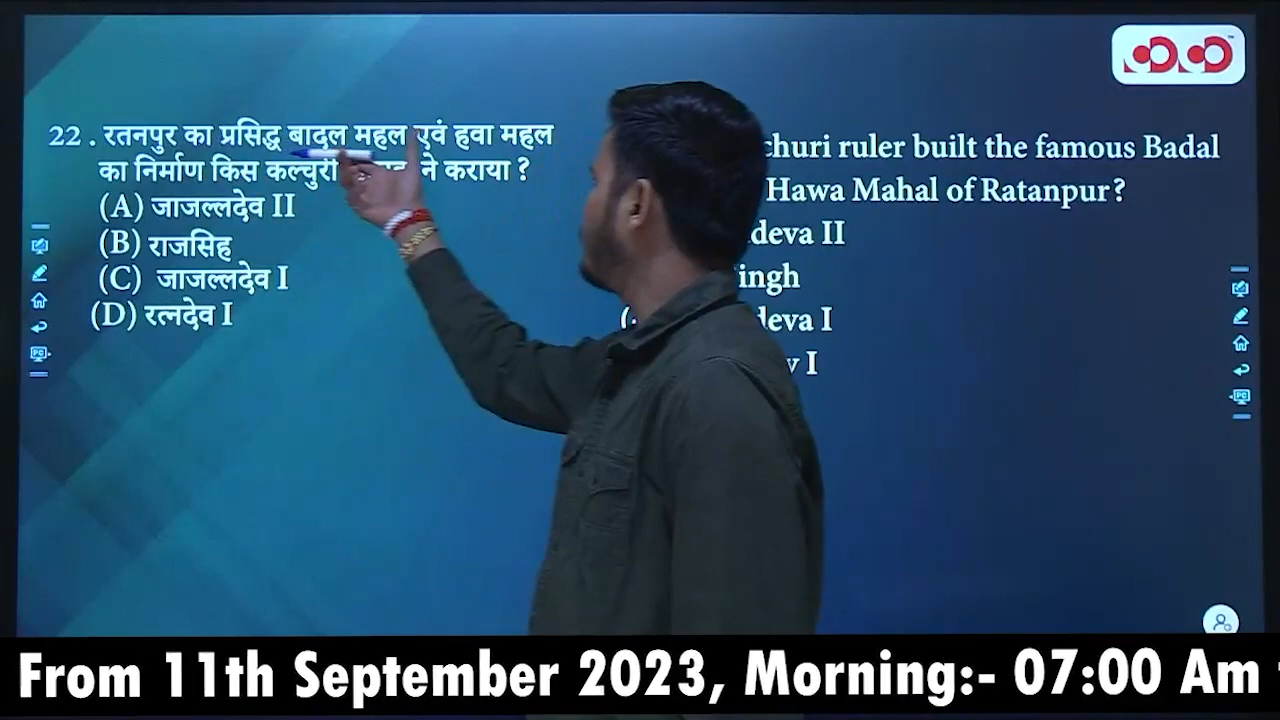 22 . रतनपुर का प्रसिद्ध बादल महल एवं हवा महल
का निर्माण किस कल्चुरी ने कराया ?
(A) जाजल्लदेव II
(B) राजसिह
(C) जाजल्लदेव I
(D) रत्नदेव I
churi ruler built the famous Badal
Hawa Mahal of Ratanpur?
deva II
ingh
deva I
v I
From 11th September 2023, Morning:- 07:00 Am